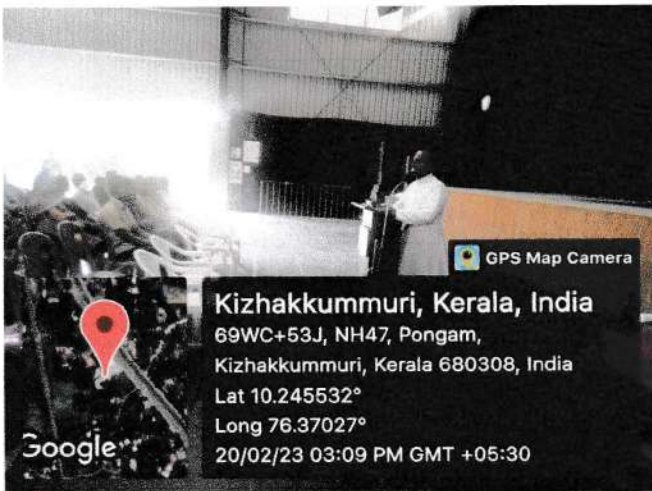 GPS Map Camera
Kizhakkummuri, Kerala, India
69WC+53J, NH47, Pongam,
Kizhakkummuri, Kerala 680308, India
Lat 10.245532°
Long 76.37027°
20/02/23 03:09 PM GMT +05:30
Google